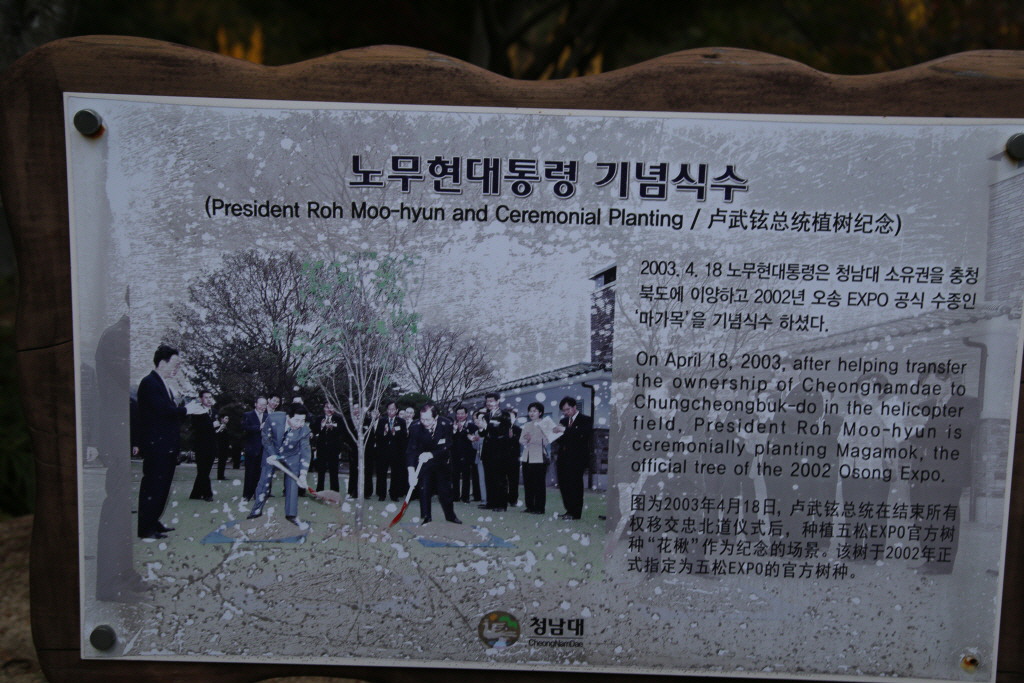 노무현대통령 기념식수
(President Roh Moo-hyun and Ceremonial Planting / 卢武铉总统植树纪念)
2003. 4. 18 노무현대통령은 청남대 소유권을 충청
북도에 이양하고 2002년 오송 EXPO 공식 수종인
‘마가목’을 기념식수 하셨다.
On April 18, 2003, after helping transfer
the ownership of Cheongnamdae to
Chungcheongbuk-do in the helicopter
field, President Roh Moo-hyun is
ceremonially planting Magamok, the
official tree of the 2002 Osong Expo.
图为2003年4月18日, 卢武铉总统在结束所有
权移交忠北道仪式后，种植五松EXPO官方树
种“花楸”作为纪念的场景。该树于2002年正
式指定为五松EXPO的官方树种。
청남대
CheongNamDae